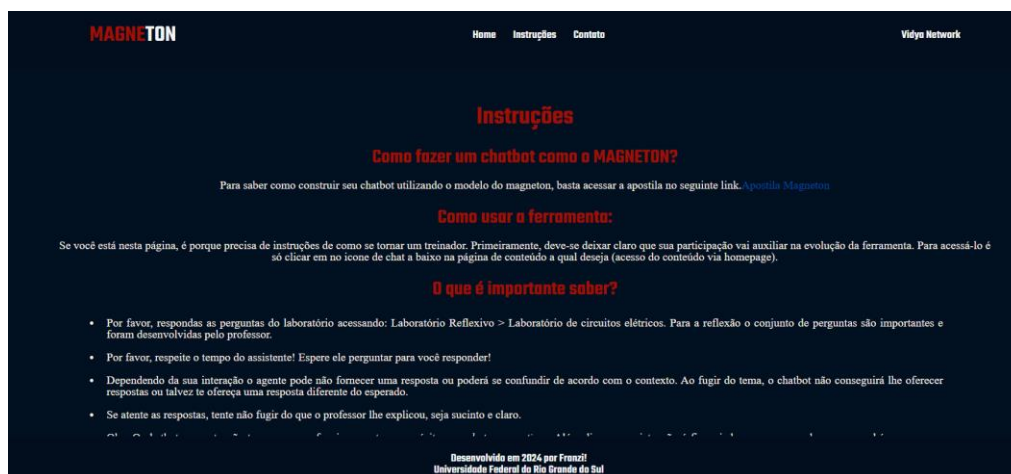 MAGNETON
Home Instruções Contato
Vidya Network
Instruções
Como fazer um chatbot como o MAGNETON?
Para saber como construir seu chatbot utilizando o modelo do magneton, basta acessar a apostila no seguinte link.Apostila Magneton
Como usar a ferramenta:
Se você está nesta página, é porque precisa de instruções de como se tornar um treinador. Primeiramente, deve-se deixar claro que sua participação vai auxiliar na evolução da ferramenta. Para acessá-lo é
só clicar em no icone de chat a baixo na página de conteúdo a qual deseja (acesso do conteúdo via homepage).
O que é importante saber?
• Por favor, respondas as perguntas do laboratório acessando: Laboratório Reflexivo > Laboratório de circuitos elétricos. Para a reflexão o conjunto de perguntas são importantes e
foram desenvolvidas pelo professor.
• Por favor, respeite o tempo do assistente! Espere ele perguntar para você responder!
• Dependendo da sua interação o agente pode não fornecer uma resposta ou poderá se confundir de acordo com o contexto. Ao fugir do tema, o chatbot não conseguirá lhe oferecer
respostas ou talvez te ofereça uma resposta diferente do esperado.
• Se atente as respostas, tente não fugir do que o professor lhe explicou, seja sucinto e claro.
Desenvolvido em 2024 por Franzi!
Universidade Federal do Rio Grande do Sul